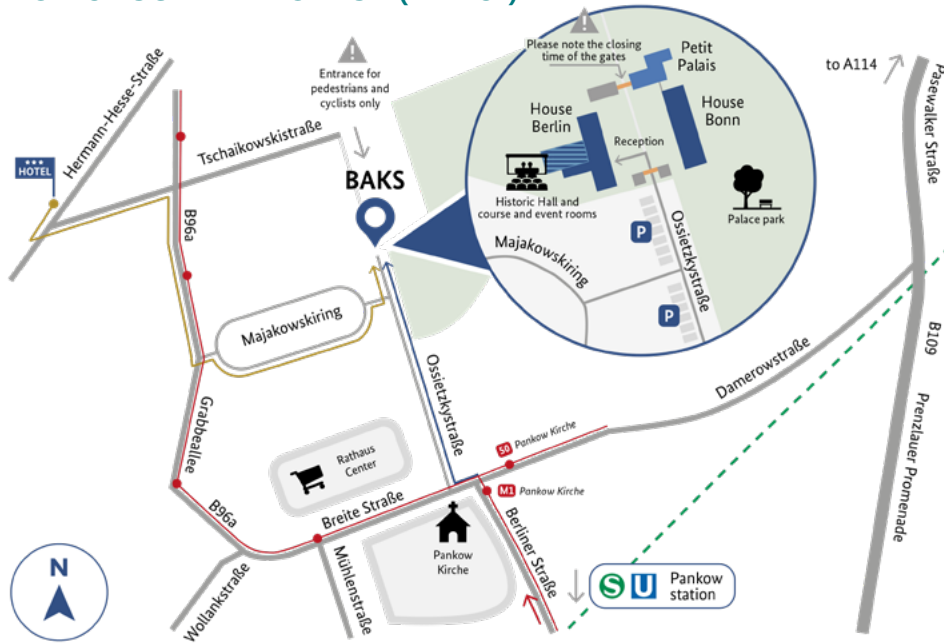 Entrance for
pedestrians and
cyclists only
Please note the closing
time of the gates
Petit
Palais
to A114
Pasewalker Straße
Hermann-Hesse-Straße
HOTEL
Tschaikowskistraße
B96a
BAKS
House
Berlin
House
Bonn
Reception
Historic Hall and
course and event rooms
Palace park
P
Majakowskiring
Ossietzkystraße
P
Majakowskiring
B109
Damerowstraße
Prenzlauer Promenade
Ossietzkystraße
Grabbeallee
Rathaus
Center
50 Pankow Kirche
M1 Pankow Kirche
B96a
Breite Straße
Berliner Straße
Pankow
Kirche
Mühlenstraße
Wollankstraße
N
S U Pankow
station